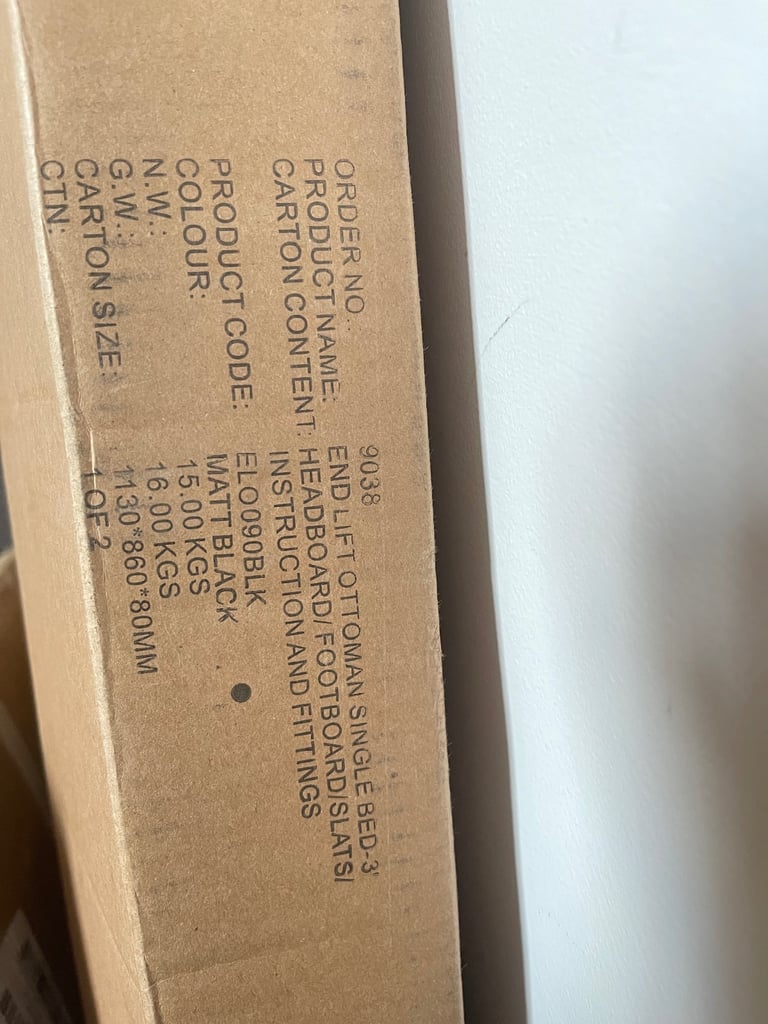 ORDER NO.: 9038
PRODUCT NAME: END LIFT OTTOMAN SINGLE BED-3'
CARTON CONTENT: HEADBOARD/ FOOTBOARD/SLATS/
INSTRUCTION AND FITTINGS
PRODUCT CODE: ELO090BLK
COLOUR: MATT BLACK
N.W.: 15.00 KGS
G.W.: 16.00 KGS
CARTON SIZE: 1130*860*80MM
CTN: 1 OF 2